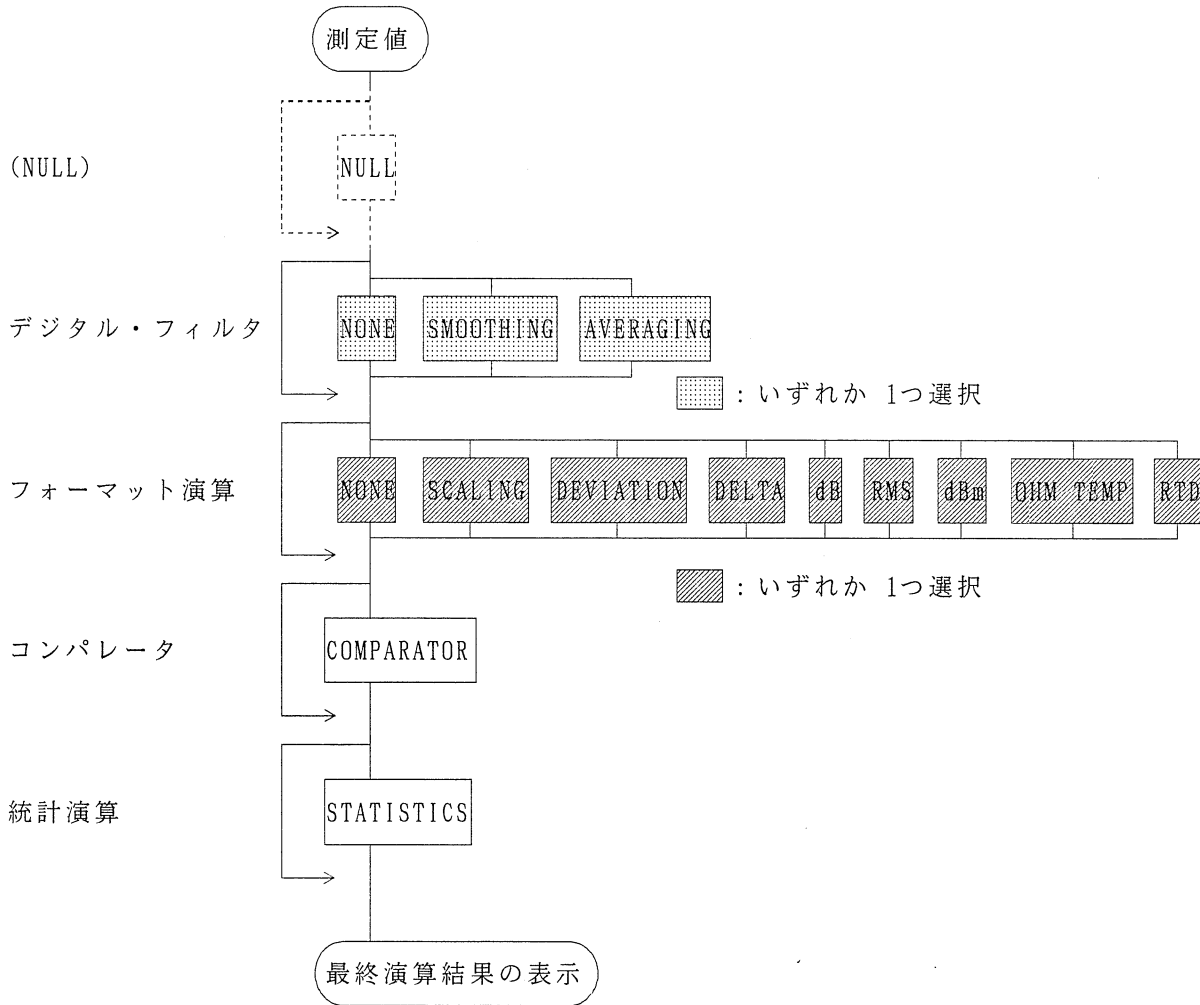 測定値
(NULL)
NULL
デジタル・フィルタ
NONE SMOOTHING AVERAGING
: いずれか 1つ選択
フォーマット演算
NONE SCALING DEVIATION DELTA dB RMS dBm OHM TEMP RTD
: いずれか 1つ選択
コンパレータ
COMPARATOR
統計演算
STATISTICS
最終演算結果の表示